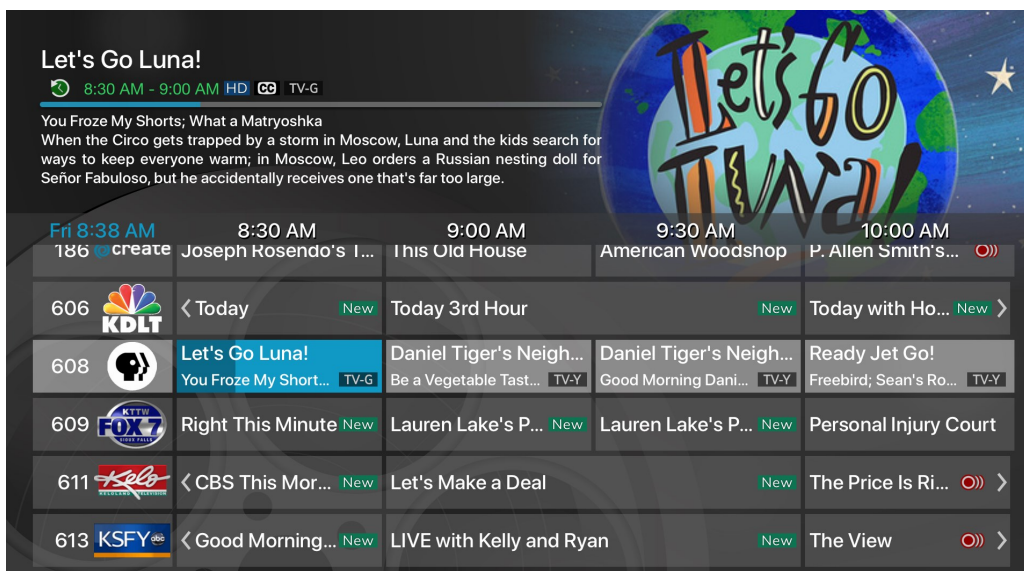 Let's Go Luna!
Let's Go Luna!
8:30 AM - 9:00 AM HD CC TV-G
You Froze My Shorts; What a Matryoshka
When the Circo gets trapped by a storm in Moscow, Luna and the kids search for
ways to keep everyone warm; in Moscow, Leo orders a Russian nesting doll for
Señor Fabuloso, but he accidentally receives one that's far too large.
Fri 8:38 AM 8:30 AM 9:00 AM 9:30 AM 10:00 AM
186 create Joseph Rosendo's T... This Old House American Woodshop P. Allen Smith's...
606 KDLT Today New Today 3rd Hour New Today with Ho... New
608 Let's Go Luna! Daniel Tiger's Neigh... Daniel Tiger's Neigh... Ready Jet Go!
You Froze My Short... TV-G Be a Vegetable Tast... TV-Y Good Morning Dani... TV-Y Freebird; Sean's Ro... TV-Y
609 KTTW FOX 7 SIOUX FALLS Right This Minute New Lauren Lake's P... New Lauren Lake's P... New Personal Injury Court
611 Kelo KELOLAND TELEVISION CBS This Mor... New Let's Make a Deal New The Price Is Ri...
613 KSFY abc Good Morning... New LIVE with Kelly and Ryan New The View